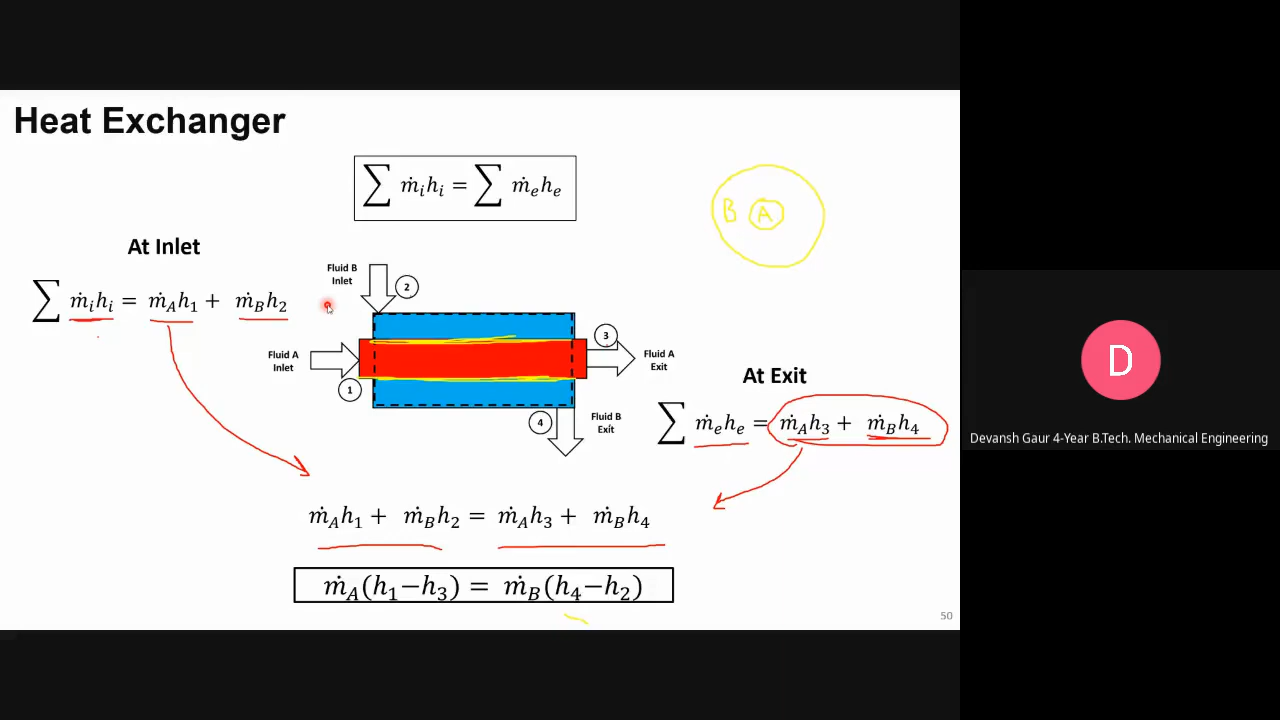 Heat Exchanger
∑ ṁᵢhᵢ = ∑ ṁₑhₑ
B A
At Inlet
∑ ṁᵢhᵢ = ṁ_A h₁ + ṁ_B h₂
Fluid B
Inlet
2
Fluid A
Inlet
1
3
Fluid A
Exit
4
Fluid B
Exit
At Exit
∑ ṁₑhₑ = ṁ_A h₃ + ṁ_B h₄
ṁ_A h₁ + ṁ_B h₂ = ṁ_A h₃ + ṁ_B h₄
ṁ_A(h₁−h₃) = ṁ_B(h₄−h₂)
50
D
Devansh Gaur 4-Year B.Tech. Mechanical Engineering